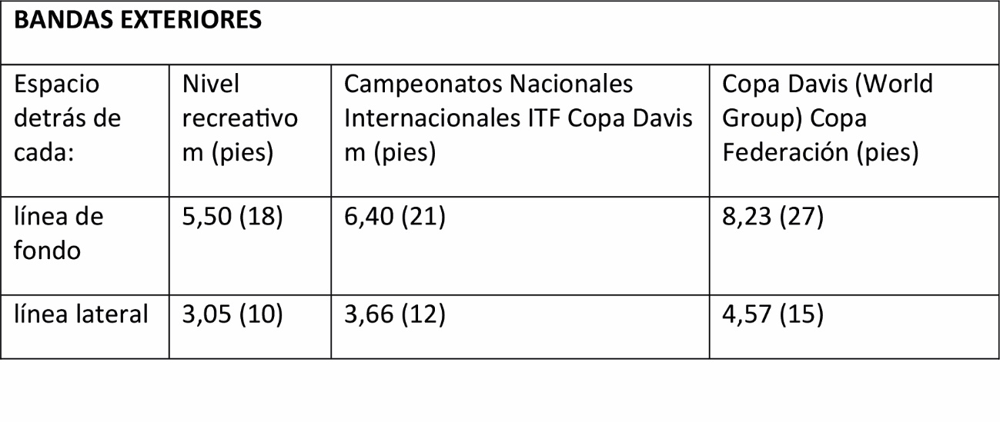 BANDAS EXTERIORES
Espacio
detrás de
cada:
Nivel
recreativo
m (pies)
Campeonatos Nacionales
Internacionales ITF Copa Davis
m (pies)
Copa Davis (World
Group) Copa
Federación (pies)
línea de
fondo
5,50 (18)
6,40 (21)
8,23 (27)
línea lateral
3,05 (10)
3,66 (12)
4,57 (15)